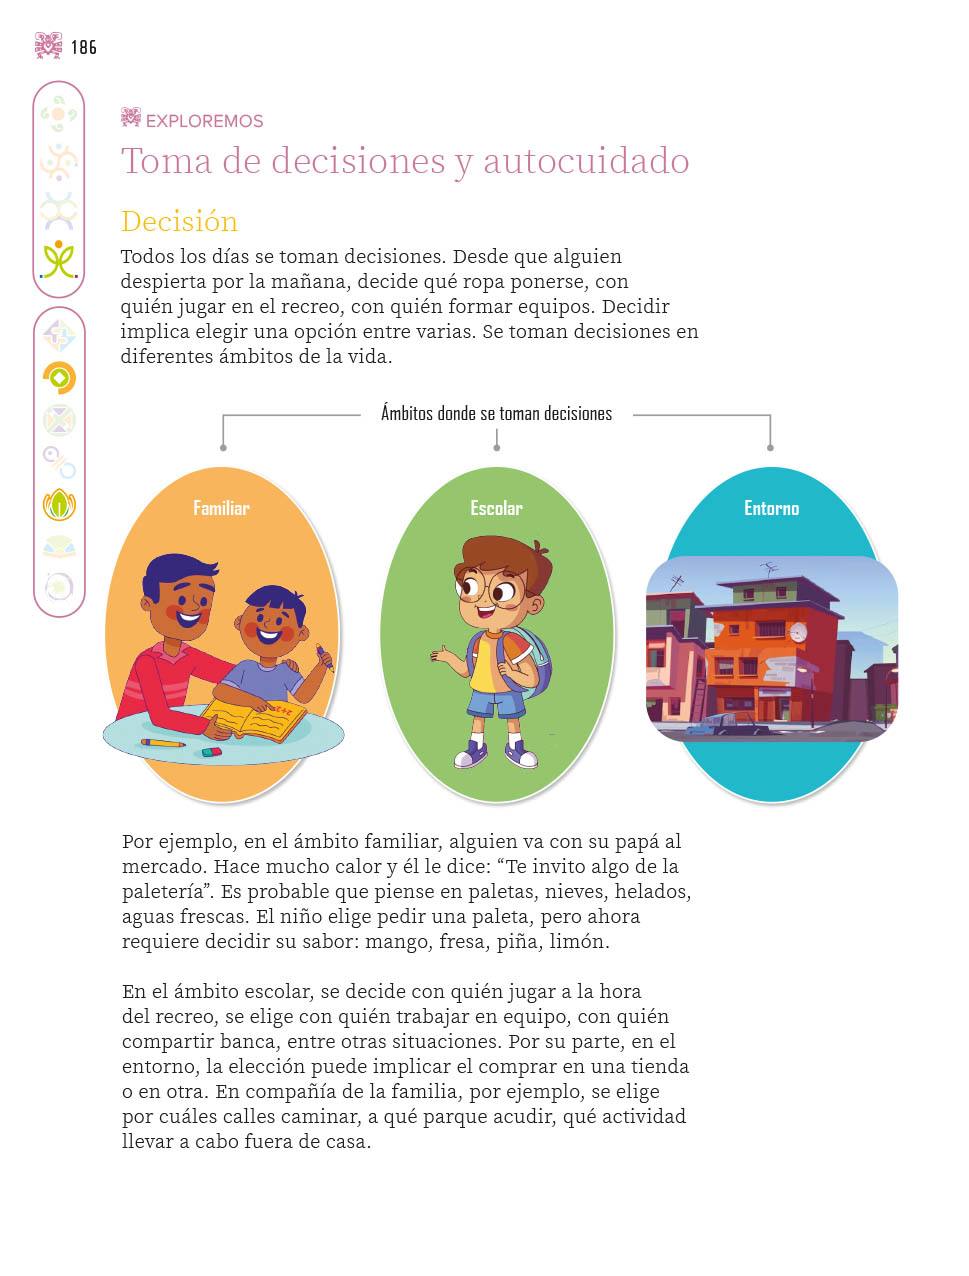 186
EXPLOREMOS
Toma de decisiones y autocuidado
Decisión
Todos los días se toman decisiones. Desde que alguien
despierta por la mañana, decide qué ropa ponerse, con
quién jugar en el recreo, con quién formar equipos. Decidir
implica elegir una opción entre varias. Se toman decisiones en
diferentes ámbitos de la vida.
Ámbitos donde se toman decisiones
Familiar
Escolar
Entorno
Por ejemplo, en el ámbito familiar, alguien va con su papá al
mercado. Hace mucho calor y él le dice: “Te invito algo de la
paletería”. Es probable que piense en paletas, nieves, helados,
aguas frescas. El niño elige pedir una paleta, pero ahora
requiere decidir su sabor: mango, fresa, piña, limón.
En el ámbito escolar, se decide con quién jugar a la hora
del recreo, se elige con quién trabajar en equipo, con quién
compartir banca, entre otras situaciones. Por su parte, en el
entorno, la elección puede implicar el comprar en una tienda
o en otra. En compañía de la familia, por ejemplo, se elige
por cuáles calles caminar, a qué parque acudir, qué actividad
llevar a cabo fuera de casa.